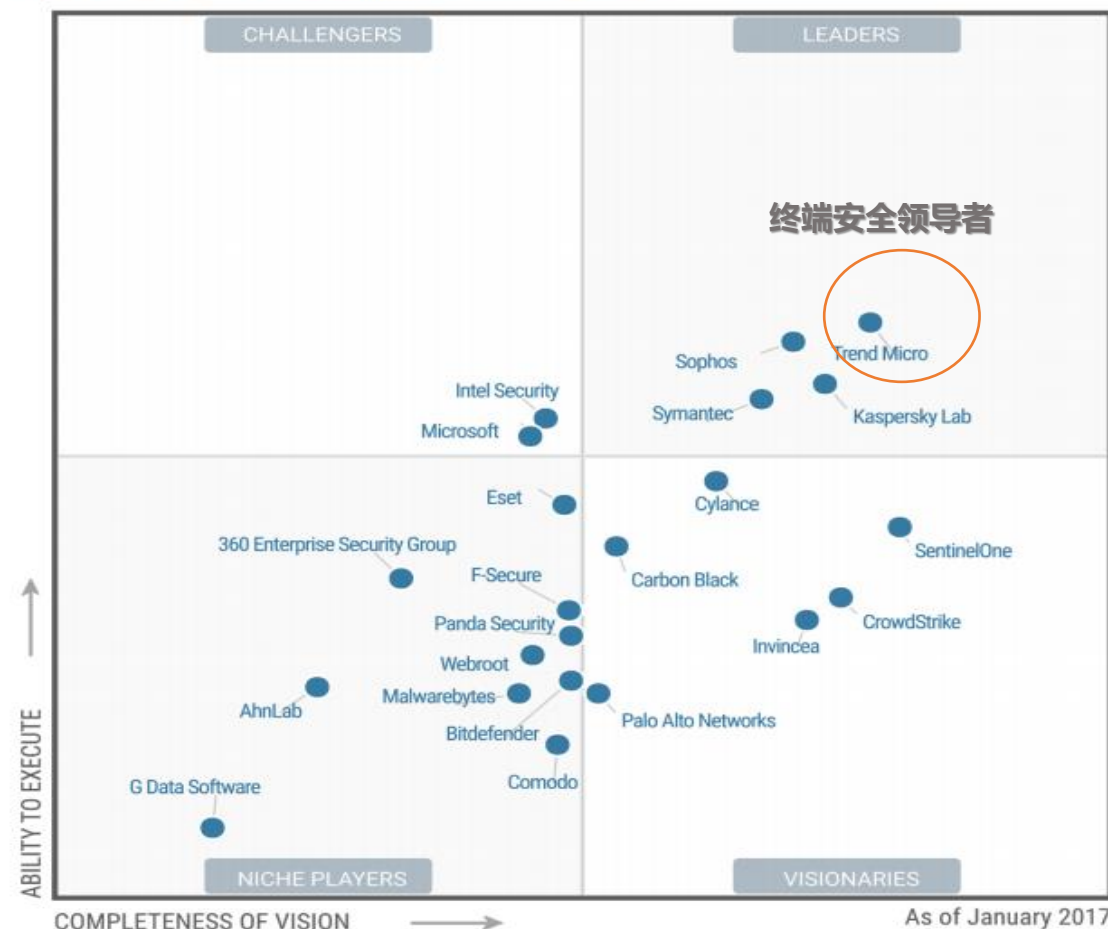 CHALLENGERS
LEADERS
终端安全领导者
Trend Micro
Sophos
Intel Security
Symantec
Kaspersky Lab
Microsoft
Eset
Cylance
360 Enterprise Security Group
SentinelOne
F-Secure
Carbon Black
Panda Security
CrowdStrike
Invincea
Webroot
Malwarebytes
AhnLab
Palo Alto Networks
Bitdefender
Comodo
G Data Software
NICHE PLAYERS
VISIONARIES
ABILITY TO EXECUTE
COMPLETENESS OF VISION
As of January 2017